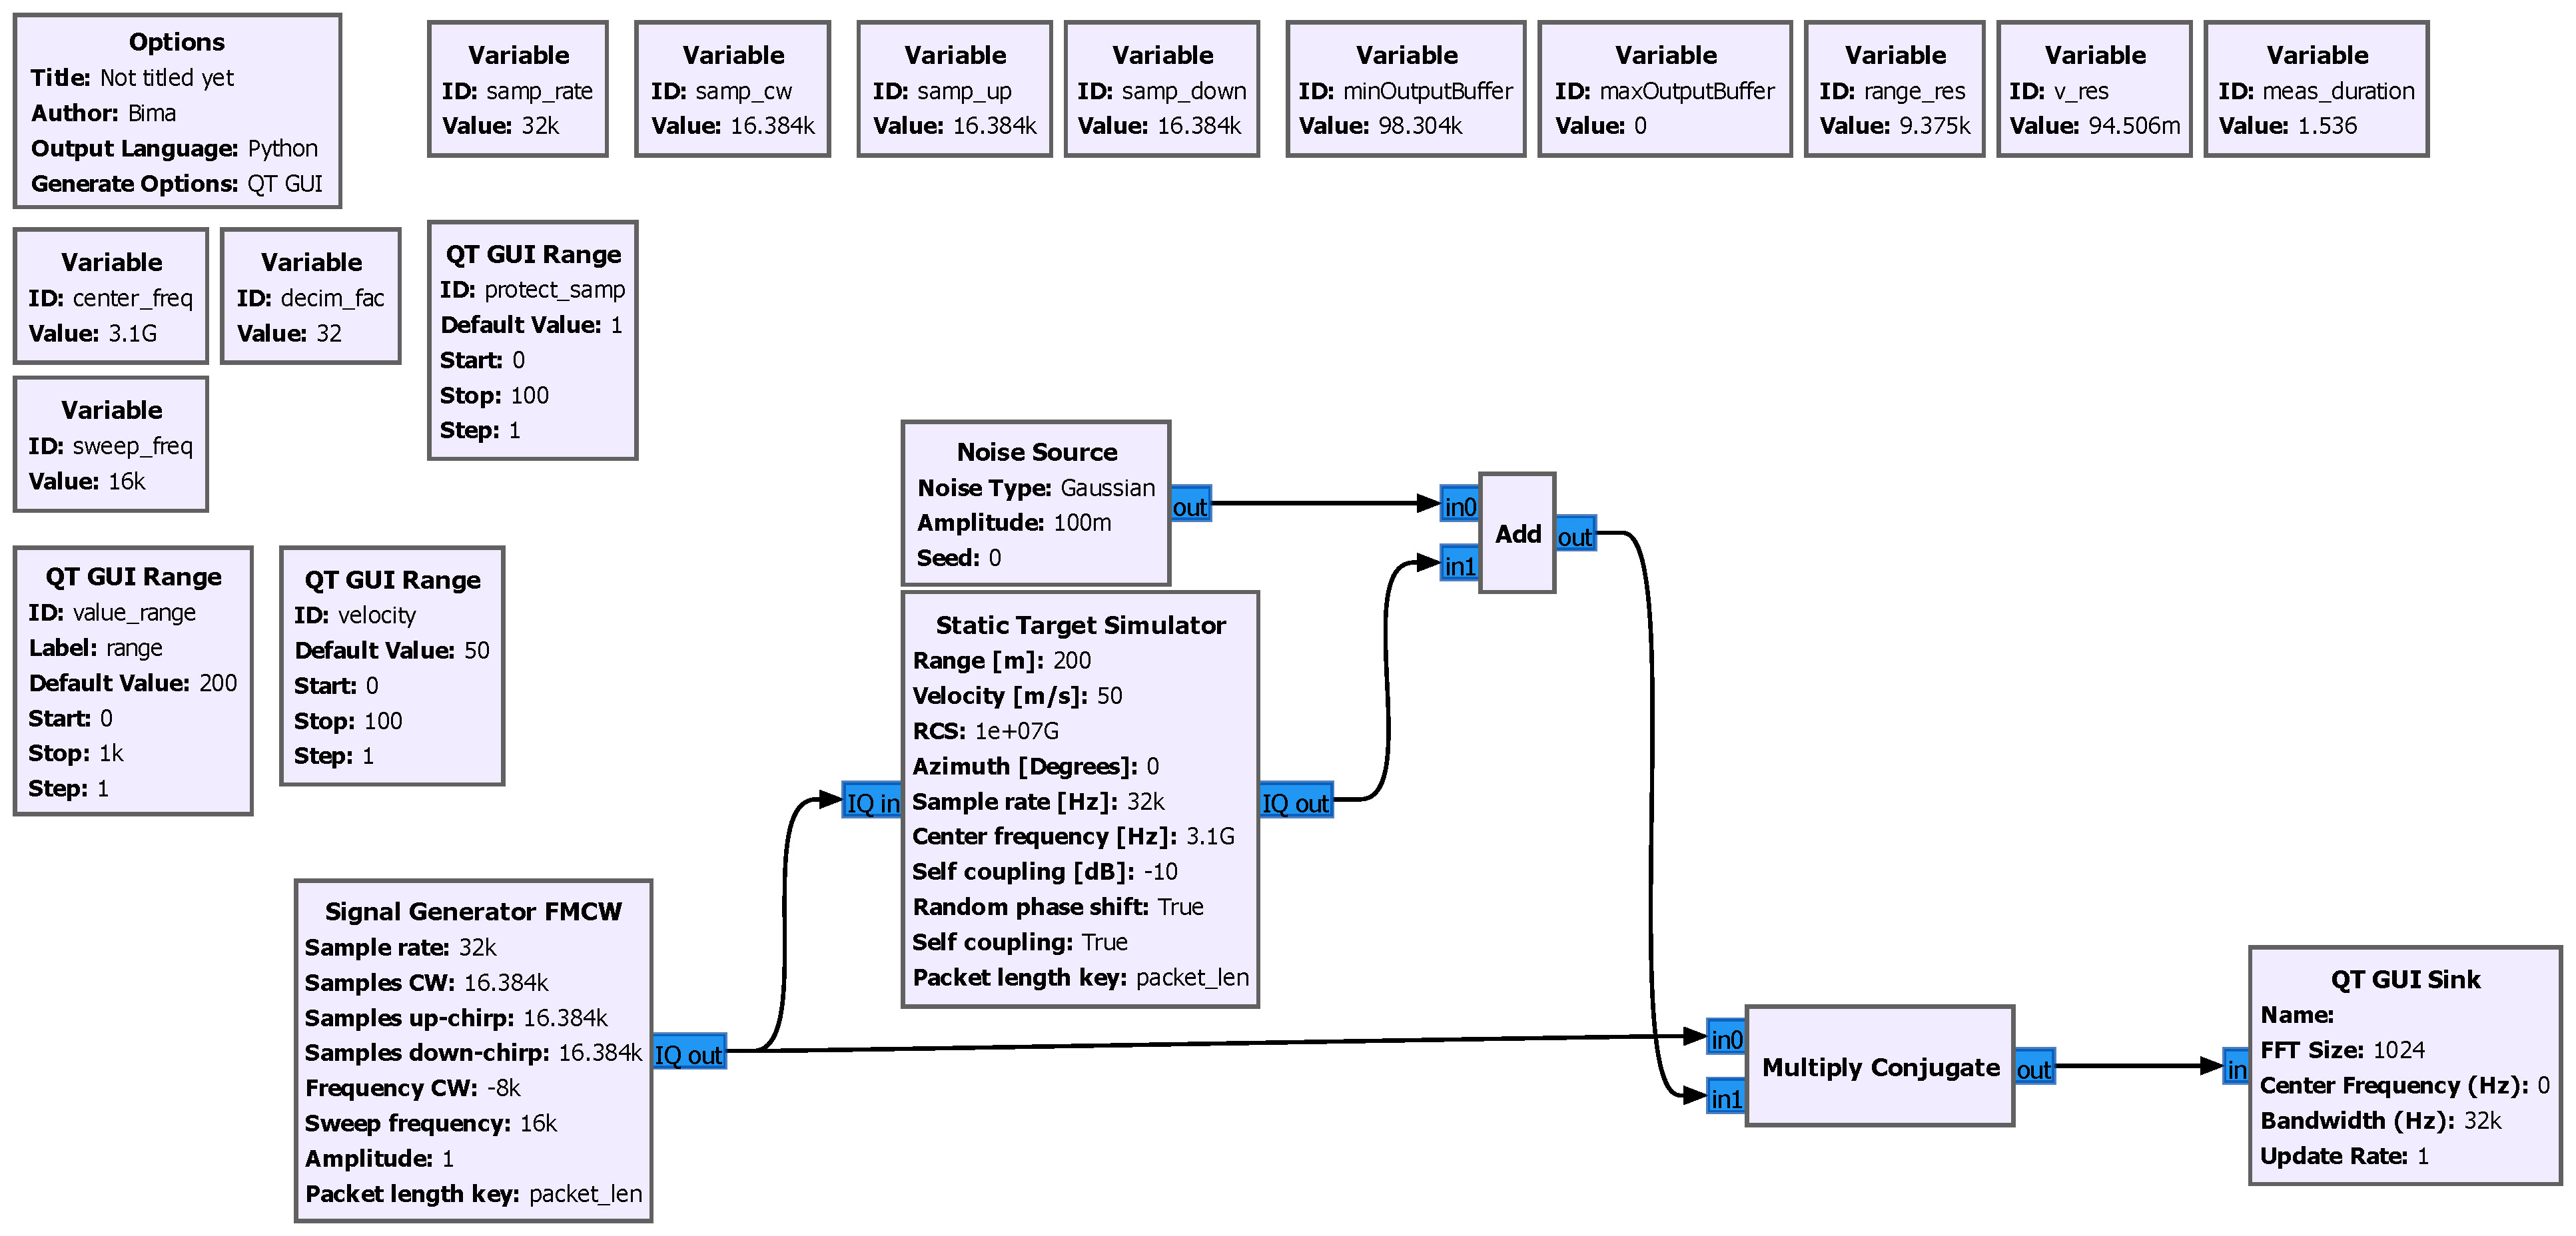 Options
Title: Not titled yet
Author: Bima
Output Language: Python
Generate Options: QT GUI
Variable
ID: samp_rate
Value: 32k
Variable
ID: samp_cw
Value: 16.384k
Variable
ID: samp_up
Value: 16.384k
Variable
ID: samp_down
Value: 16.384k
Variable
ID: minOutputBuffer
Value: 98.304k
Variable
ID: maxOutputBuffer
Value: 0
Variable
ID: range_res
Value: 9.375k
Variable
ID: v_res
Value: 94.506m
Variable
ID: meas_duration
Value: 1.536
Variable
ID: center_freq
Value: 3.1G
Variable
ID: decim_fac
Value: 32
QT GUI Range
ID: protect_samp
Default Value: 1
Start: 0
Stop: 100
Step: 1
Variable
ID: sweep_freq
Value: 16k
QT GUI Range
ID: value_range
Label: range
Default Value: 200
Start: 0
Stop: 1k
Step: 1
QT GUI Range
ID: velocity
Default Value: 50
Start: 0
Stop: 100
Step: 1
Noise Source
Noise Type: Gaussian
Amplitude: 100m
Seed: 0
out
in0
in1
Add
out
Static Target Simulator
Range [m]: 200
Velocity [m/s]: 50
RCS: 1e+07G
Azimuth [Degrees]: 0
Sample rate [Hz]: 32k
Center frequency [Hz]: 3.1G
Self coupling [dB]: -10
Random phase shift: True
Self coupling: True
Packet length key: packet_len
IQ in
IQ out
Signal Generator FMCW
Sample rate: 32k
Samples CW: 16.384k
Samples up-chirp: 16.384k
Samples down-chirp: 16.384k
Frequency CW: -8k
Sweep frequency: 16k
Amplitude: 1
Packet length key: packet_len
IQ out
in0
in1
Multiply Conjugate
out
in
QT GUI Sink
Name:
FFT Size: 1024
Center Frequency (Hz): 0
Bandwidth (Hz): 32k
Update Rate: 1